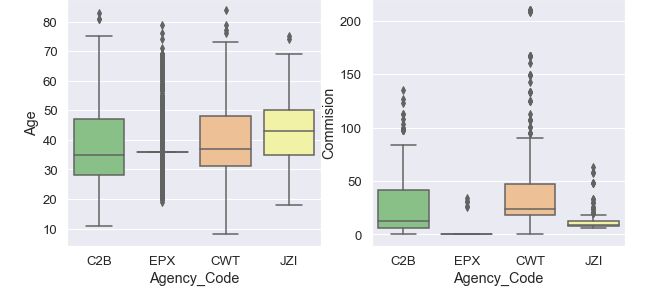 Age
80
70
60
50
40
30
20
10
C2B EPX CWT JZI
Agency_Code
Commision
200
150
100
50
0
C2B EPX CWT JZI
Agency_Code